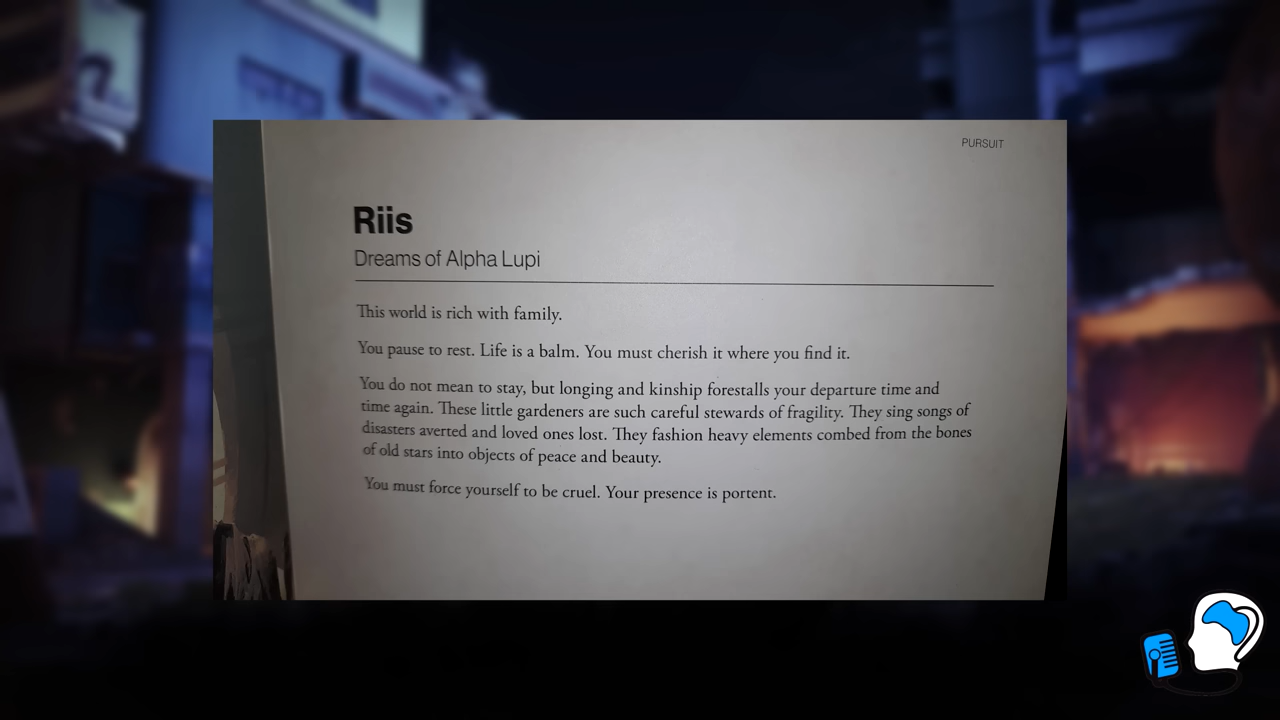 PURSUIT
Riis
Dreams of Alpha Lupi
This world is rich with family.
You pause to rest. Life is a balm. You must cherish it where you find it.
You do not mean to stay, but longing and kinship forestalls your departure time and
time again. These little gardeners are such careful stewards of fragility. They sing songs of
disasters averted and loved ones lost. They fashion heavy elements combed from the bones
of old stars into objects of peace and beauty.
You must force yourself to be cruel. Your presence is portent.